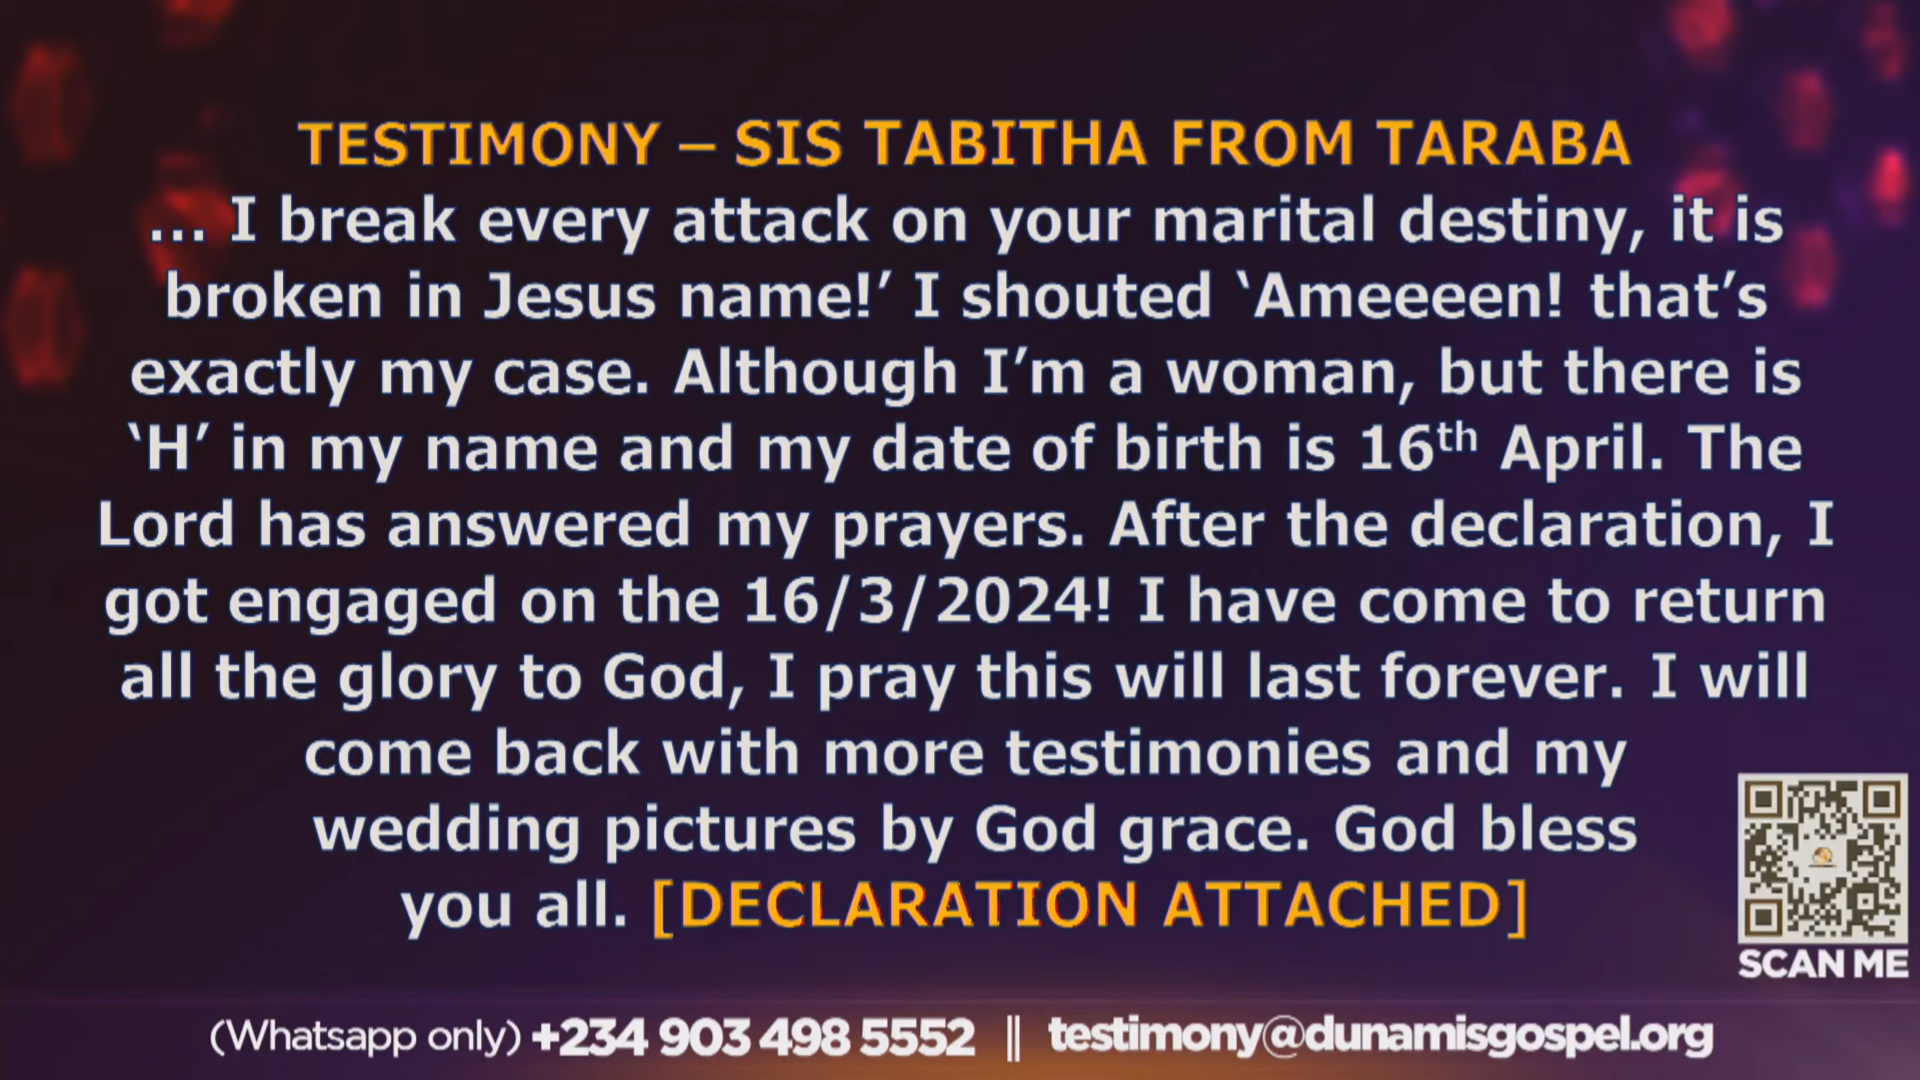 TESTIMONY – SIS TABITHA FROM TARABA
... I break every attack on your marital destiny, it is
broken in Jesus name!’ I shouted ‘Ameeeen! that’s
exactly my case. Although I’m a woman, but there is
‘H’ in my name and my date of birth is 16th April. The
Lord has answered my prayers. After the declaration, I
got engaged on the 16/3/2024! I have come to return
all the glory to God, I pray this will last forever. I will
come back with more testimonies and my
wedding pictures by God grace. God bless
you all. [DECLARATION ATTACHED]
SCAN ME
(Whatsapp only) +234 903 498 5552 || testimony@dunamisgospel.org